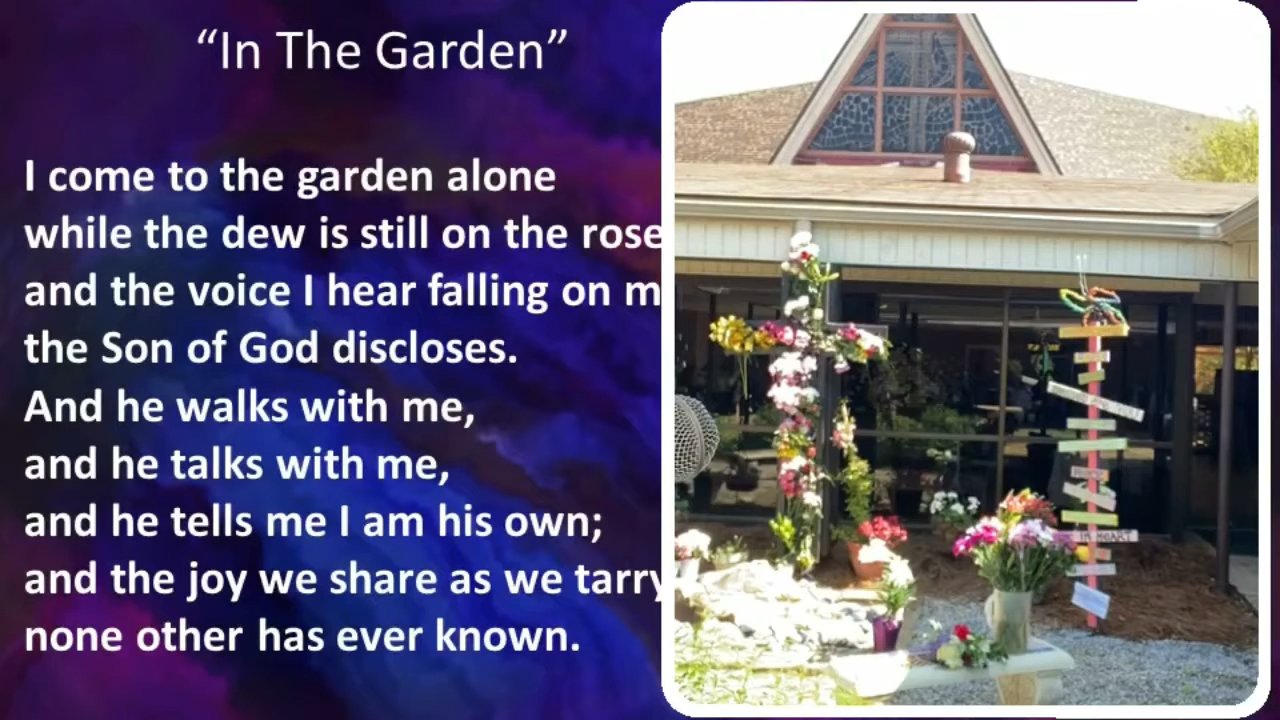 “In The Garden”
I come to the garden alone
while the dew is still on the rose
and the voice I hear falling on m
the Son of God discloses.
And he walks with me,
and he talks with me,
and he tells me I am his own;
and the joy we share as we tarry
none other has ever known.
HEART